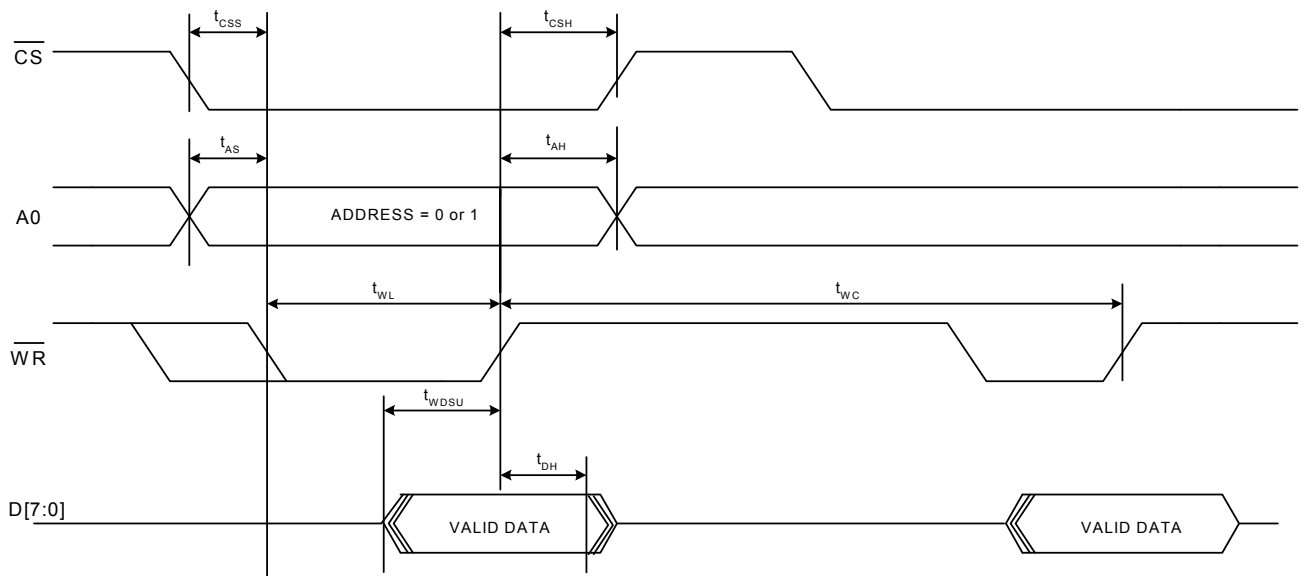 tCSS
tCSH
CS
tAS
tAH
A0
ADDRESS = 0 or 1
tWL
tWC
WR
tWDSU
tDH
D[7:0]
VALID DATA
VALID DATA